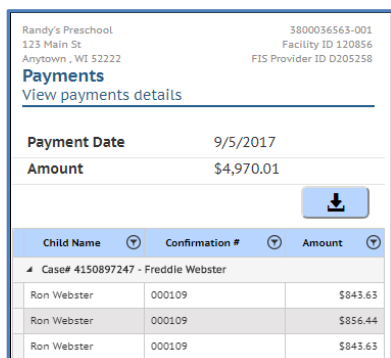 Randy's Preschool 3800036563-001
123 Main St Facility ID 120856
Anytown , WI 52222 FIS Provider ID D205258
Payments
View payments details
Payment Date 9/5/2017
Amount $4,970.01
Child Name Confirmation # Amount
Case# 4150897247 - Freddie Webster
Ron Webster 000109 $843.63
Ron Webster 000109 $856.44
Ron Webster 000109 $843.63